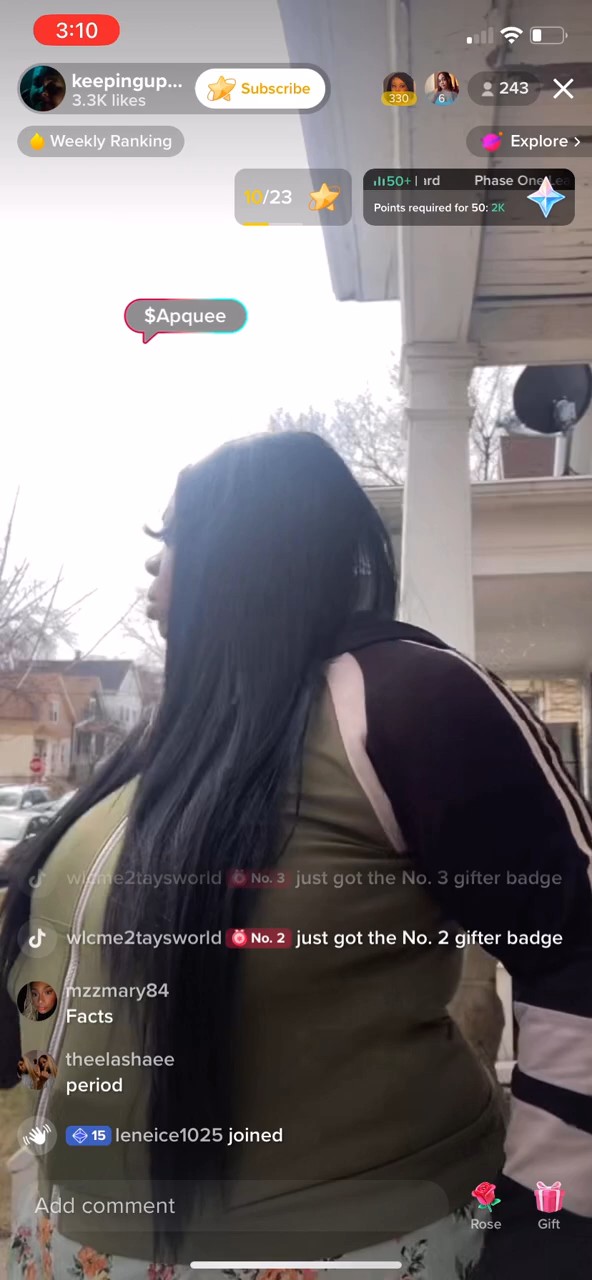 3:10
keepingup...
3.3K likes
Subscribe
330
6
243
Weekly Ranking
Explore >
10/23
50+ | ard Phase One Lea
Points required for 50: 2K
$Apquee
wlcme2taysworld No. 3 just got the No. 3 gifter badge
wlcme2taysworld No. 2 just got the No. 2 gifter badge
mzzmary84
Facts
theelashaee
period
15 leneice1025 joined
Add comment
Rose
Gift